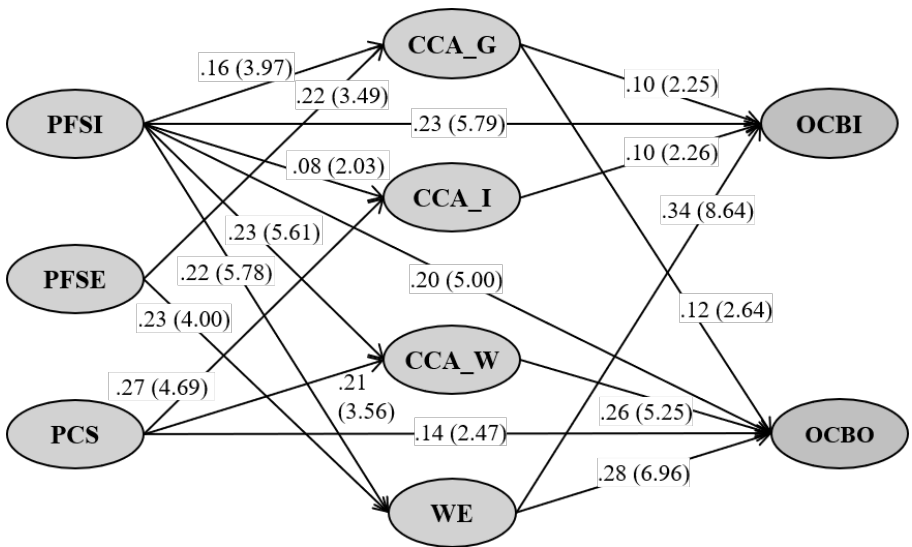 CCA_G
.16 (3.97)
.22 (3.49)
.10 (2.25)
PFSI
.23 (5.79)
OCBI
.08 (2.03)
.10 (2.26)
CCA_I
.34 (8.64)
.23 (5.61)
.22 (5.78)
PFSE
.20 (5.00)
.23 (4.00)
.12 (2.64)
CCA_W
.27 (4.69)
.21
(3.56)
.26 (5.25)
PCS
.14 (2.47)
OCBO
.28 (6.96)
WE